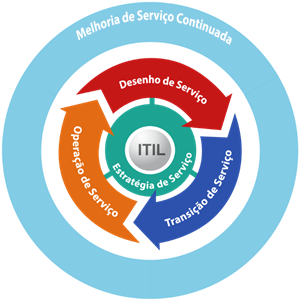 Melhoria de Serviço Continuada
Desenho de Serviço
ITIL
Estratégia de Serviço
Operação de Serviço
Transição de Serviço